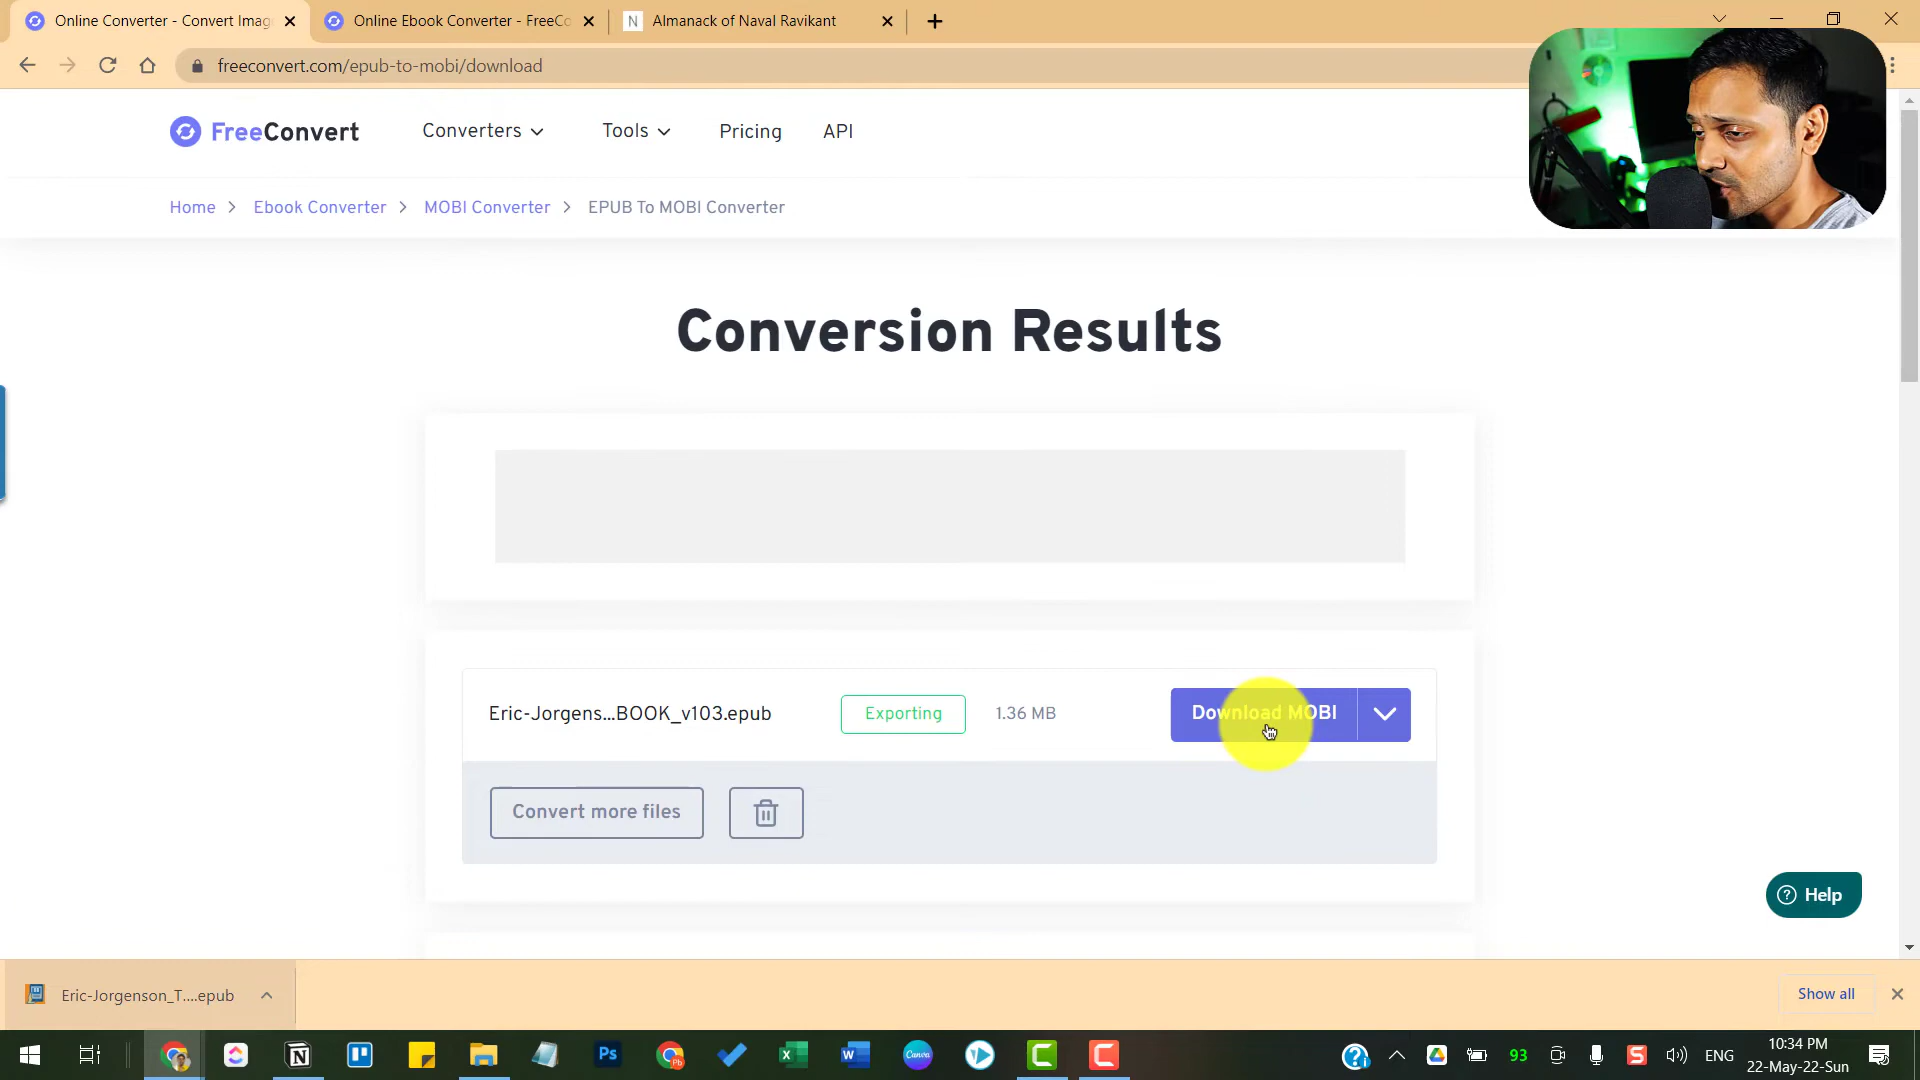 Online Converter - Convert Imag
Online Ebook Converter - FreeCo
N Almanack of Naval Ravikant
freeconvert.com/epub-to-mobi/download
FreeConvert
Converters
Tools
Pricing
API
Home > Ebook Converter > MOBI Converter > EPUB To MOBI Converter
Conversion Results
Eric-Jorgens...BOOK_v103.epub
Exporting
1.36 MB
Download MOBI
Convert more files
? Help
Eric-Jorgenson_T....epub
Show all
N
Ps
X
W
Canva
C
C
93
S
ENG
10:34 PM
22-May-22-Sun